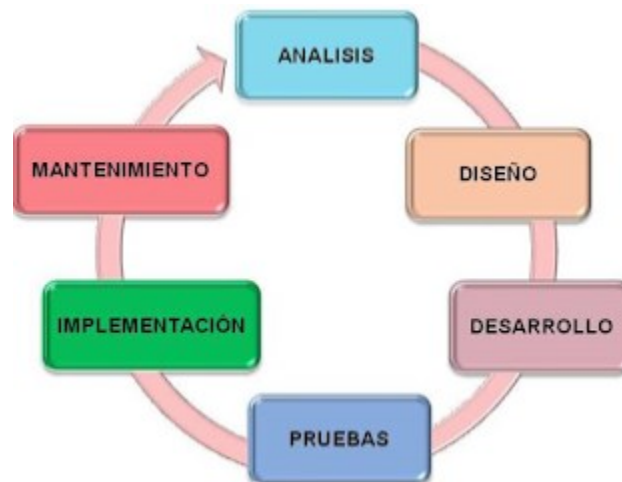 ANALISIS
DISEÑO
DESARROLLO
PRUEBAS
IMPLEMENTACIÓN
MANTENIMIENTO